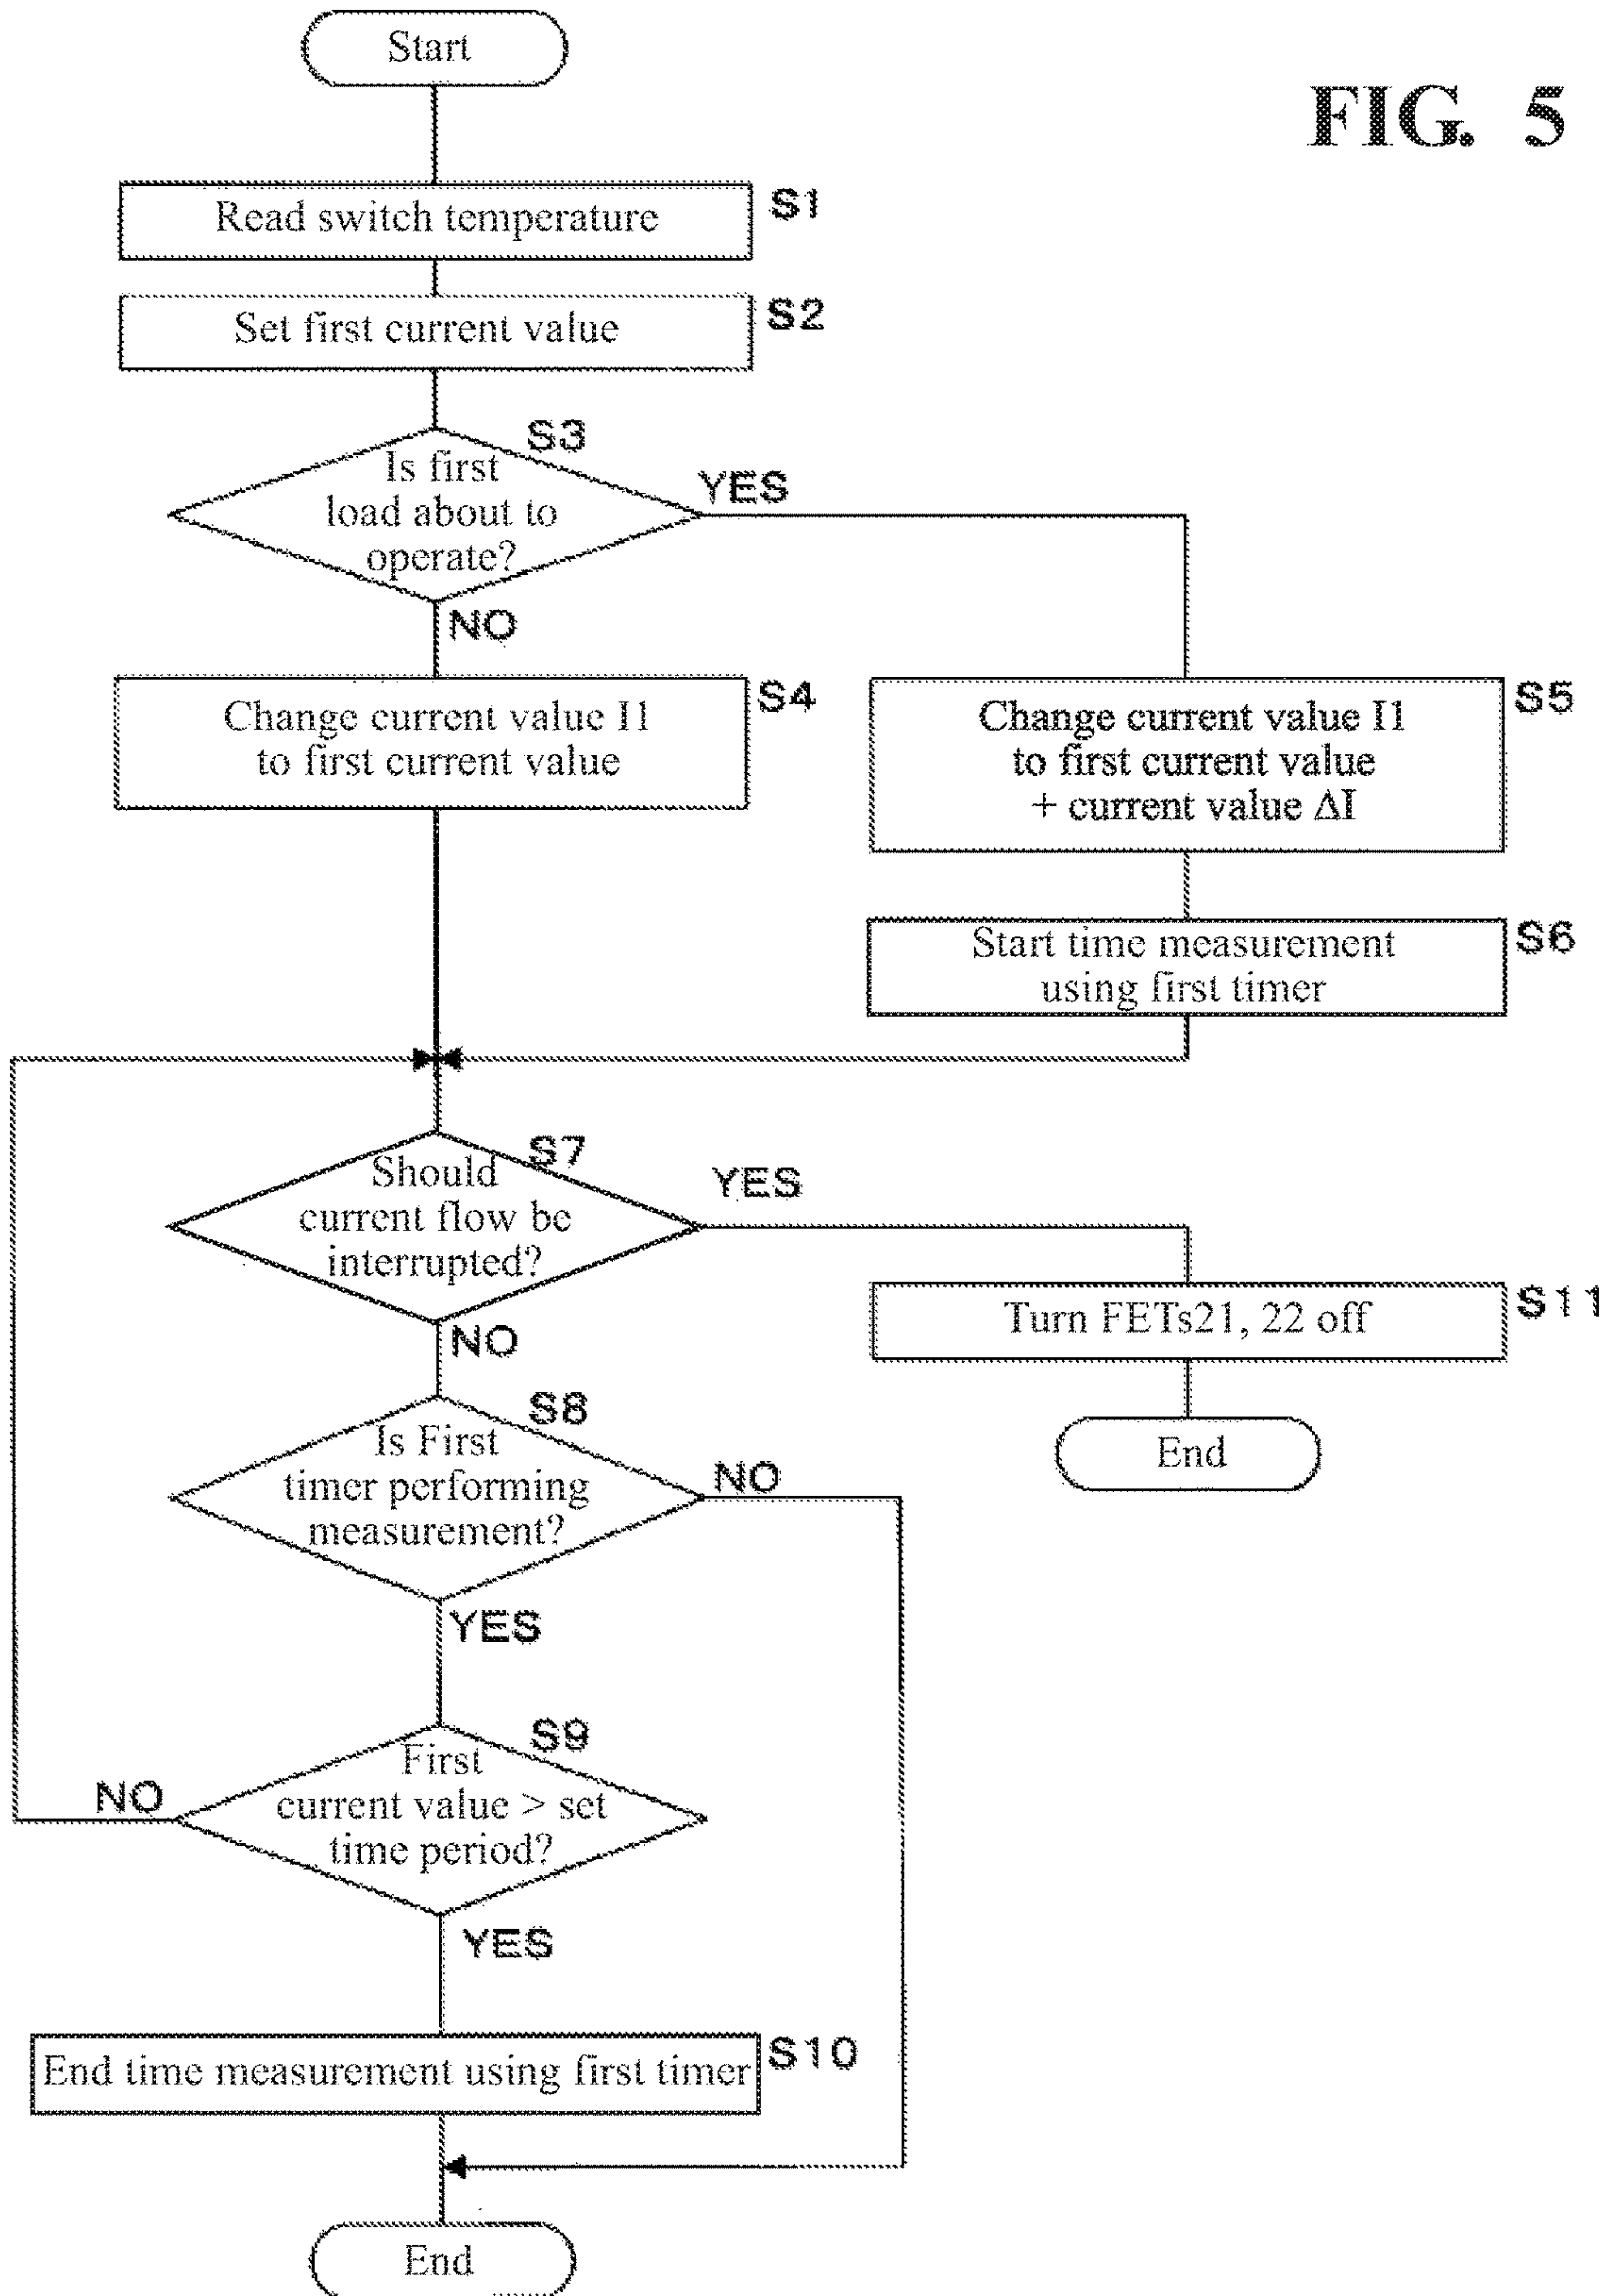 Start
FIG. 5
Read switch temperature
S1
Set first current value
S2
S3
Is first
load about to
operate?
YES
NO
Change current value I1
to first current value
S4
Change current value I1
to first current value
+ current value ΔI
S5
Start time measurement
using first timer
S6
S7
Should
current flow be
interrupted?
YES
NO
Turn FETs21, 22 off
S11
End
S8
Is First
timer performing
measurement?
NO
YES
S9
First
current value > set
time period?
NO
YES
End time measurement using first timer
S10
End